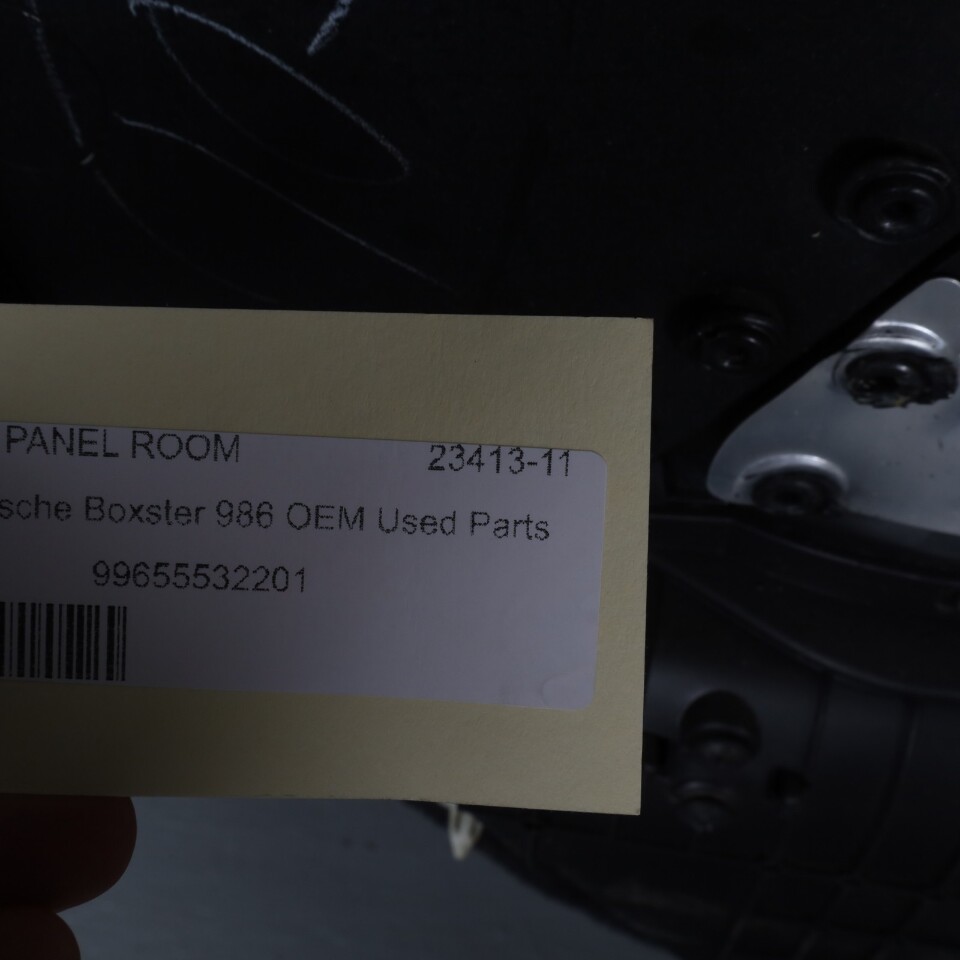 PANEL ROOM 23413-11
sche Boxster 986 OEM Used Parts
99655532201